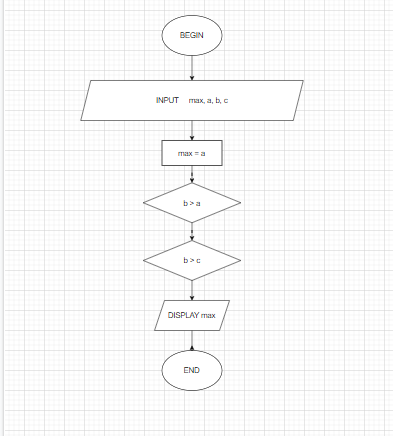 BEGIN
INPUT max, a, b, c
max = a
b > a
b > c
DISPLAY max
END